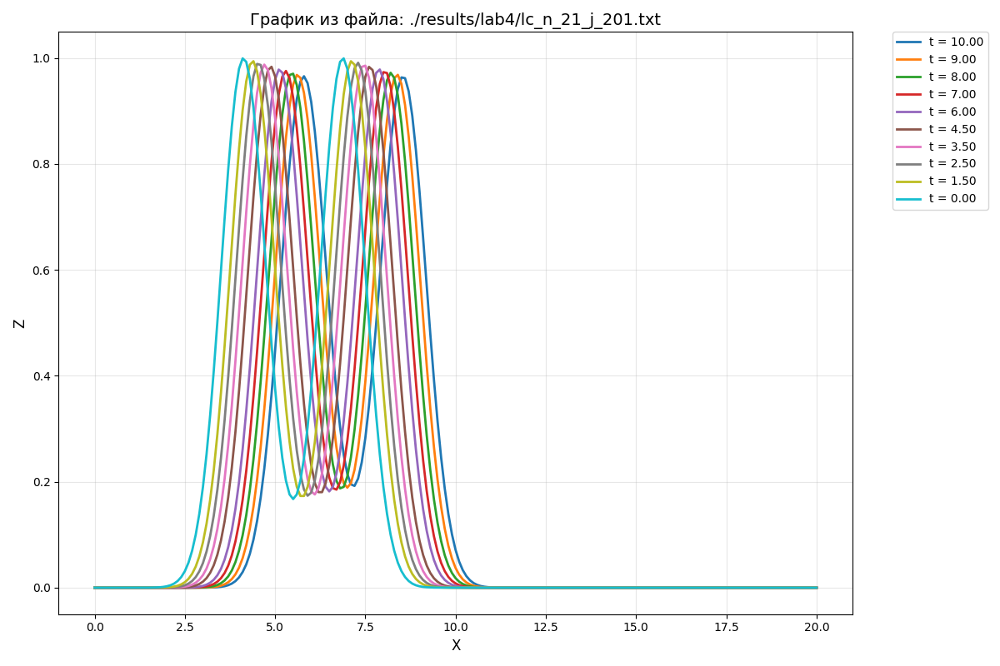 График из файла: ./results/lab4/lc_n_21_j_201.txt
t = 10.00
t = 9.00
t = 8.00
t = 7.00
t = 6.00
t = 4.50
t = 3.50
t = 2.50
t = 1.50
t = 0.00
1.0
0.8
0.6
0.4
0.2
0.0
Z
0.0 2.5 5.0 7.5 10.0 12.5 15.0 17.5 20.0
X